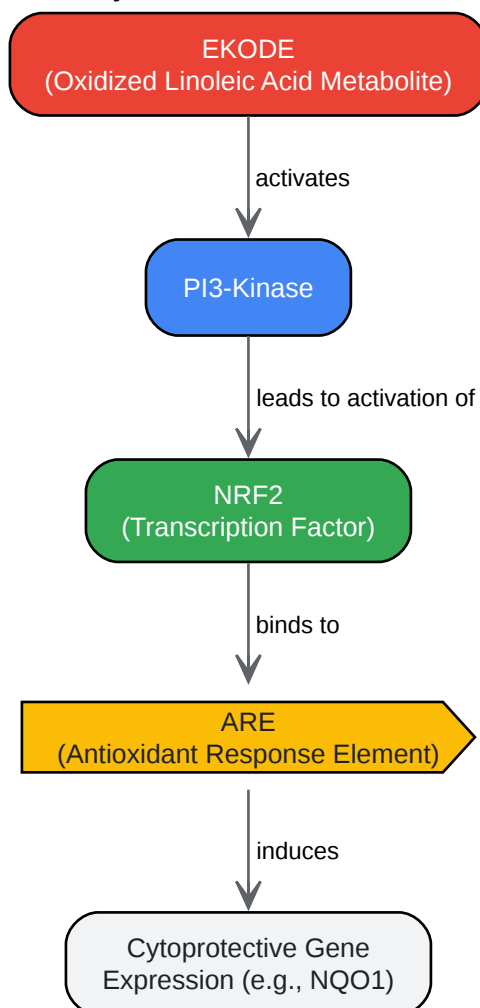 EKODE
(Oxidized Linoleic Acid Metabolite)
activates
PI3-Kinase
leads to activation of
NRF2
(Transcription Factor)
binds to
ARE
(Antioxidant Response Element)
induces
Cytoprotective Gene
Expression (e.g., NQO1)